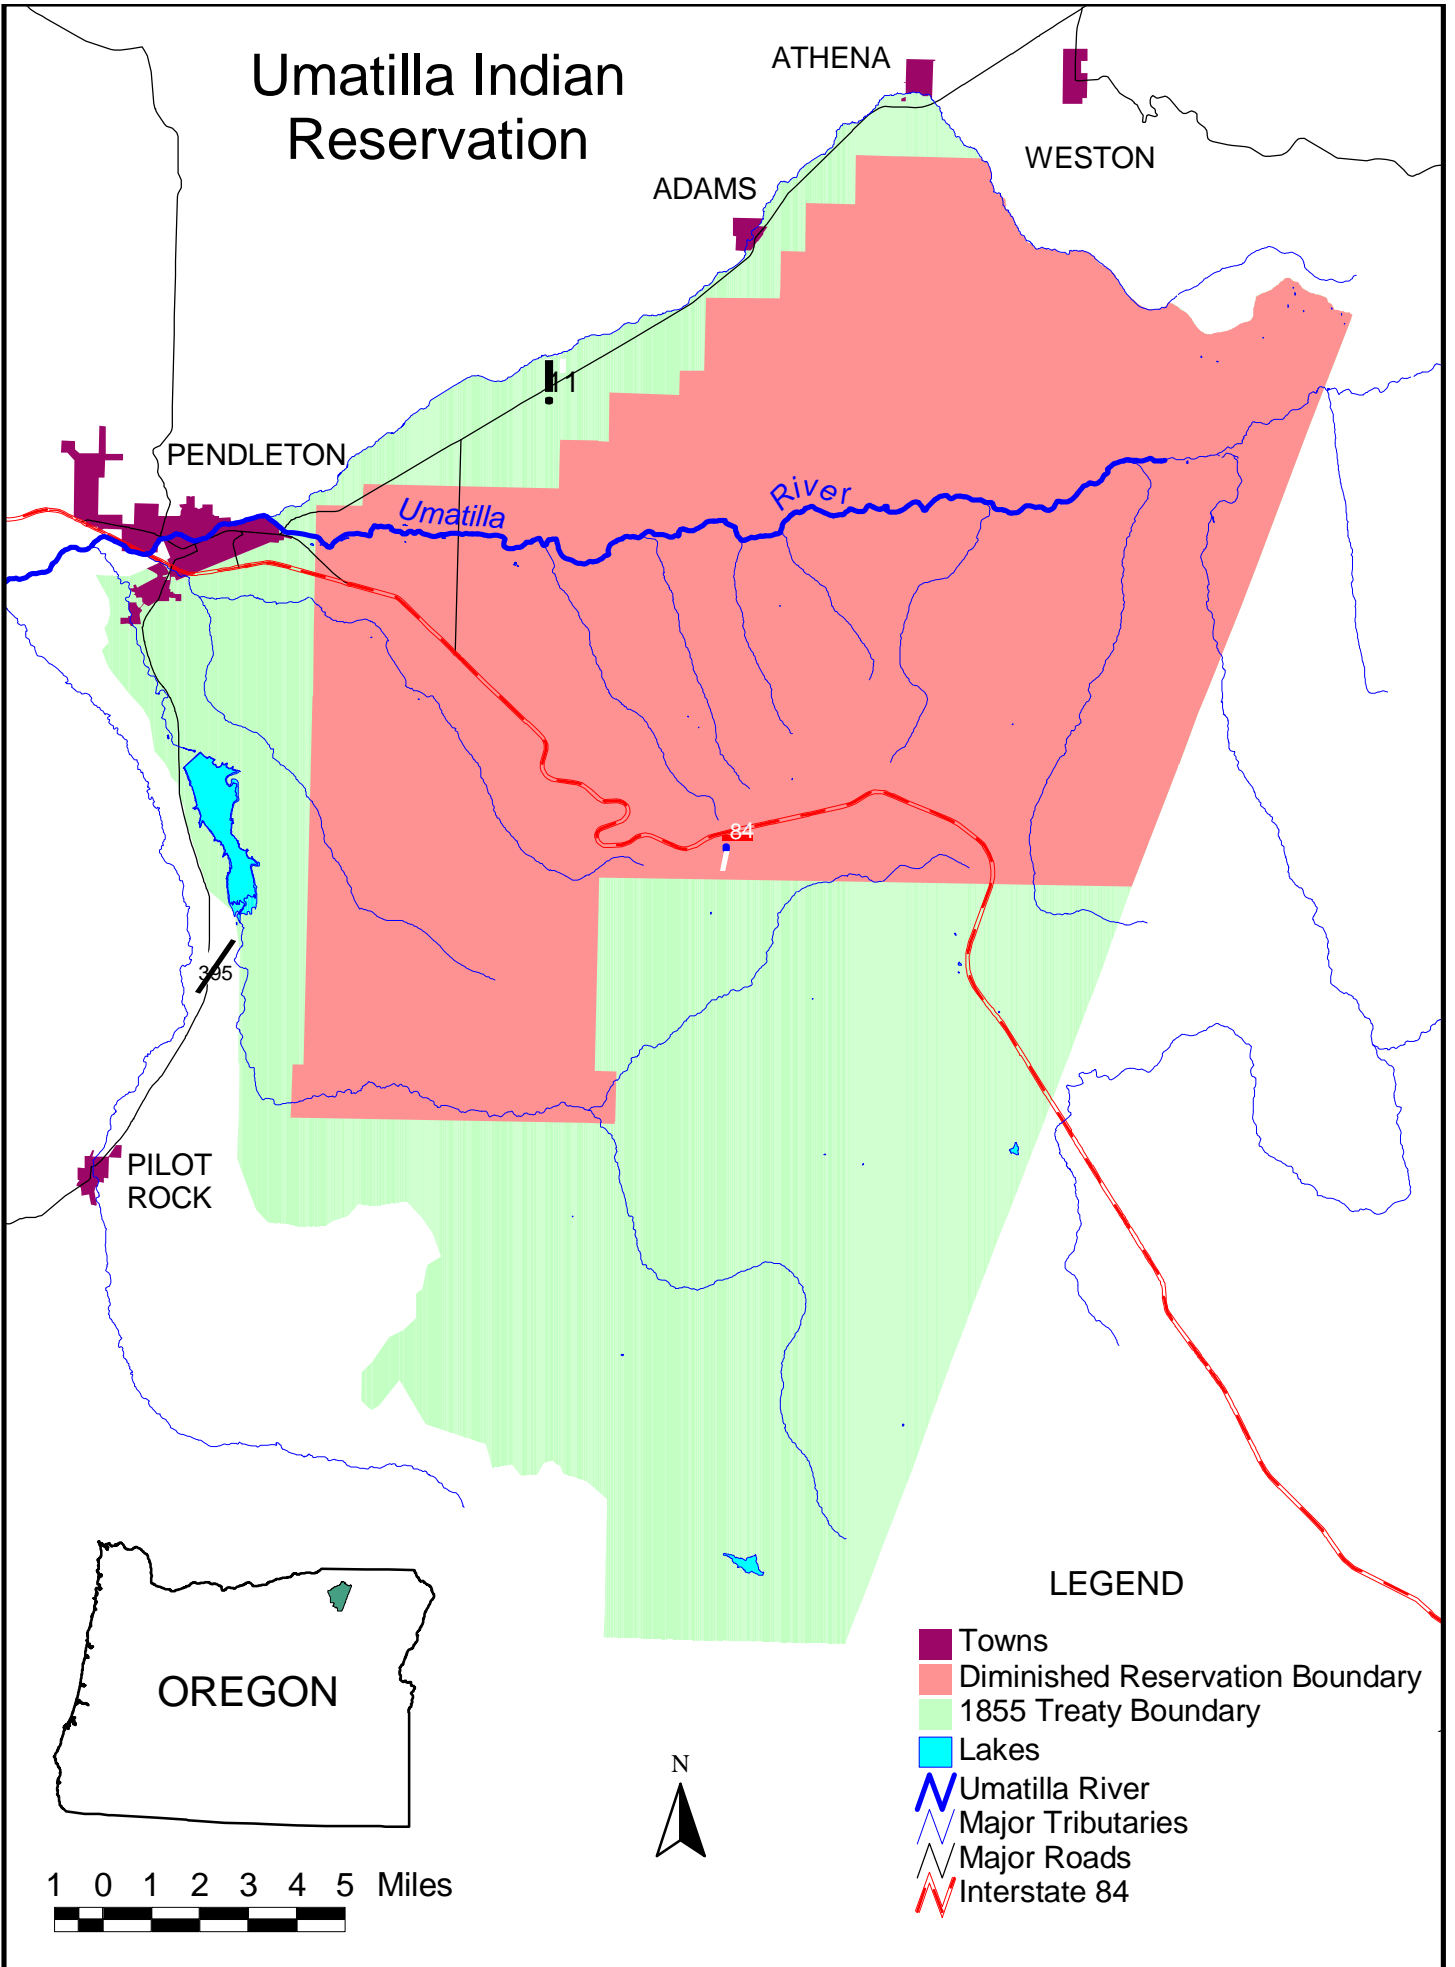 Umatilla Indian
Reservation
ATHENA
WESTON
ADAMS
11
PENDLETON
Umatilla
River
84
395
PILOT
ROCK
OREGON
N
LEGEND
Towns
Diminished Reservation Boundary
1855 Treaty Boundary
Lakes
Umatilla River
Major Tributaries
Major Roads
Interstate 84
1 0 1 2 3 4 5 Miles